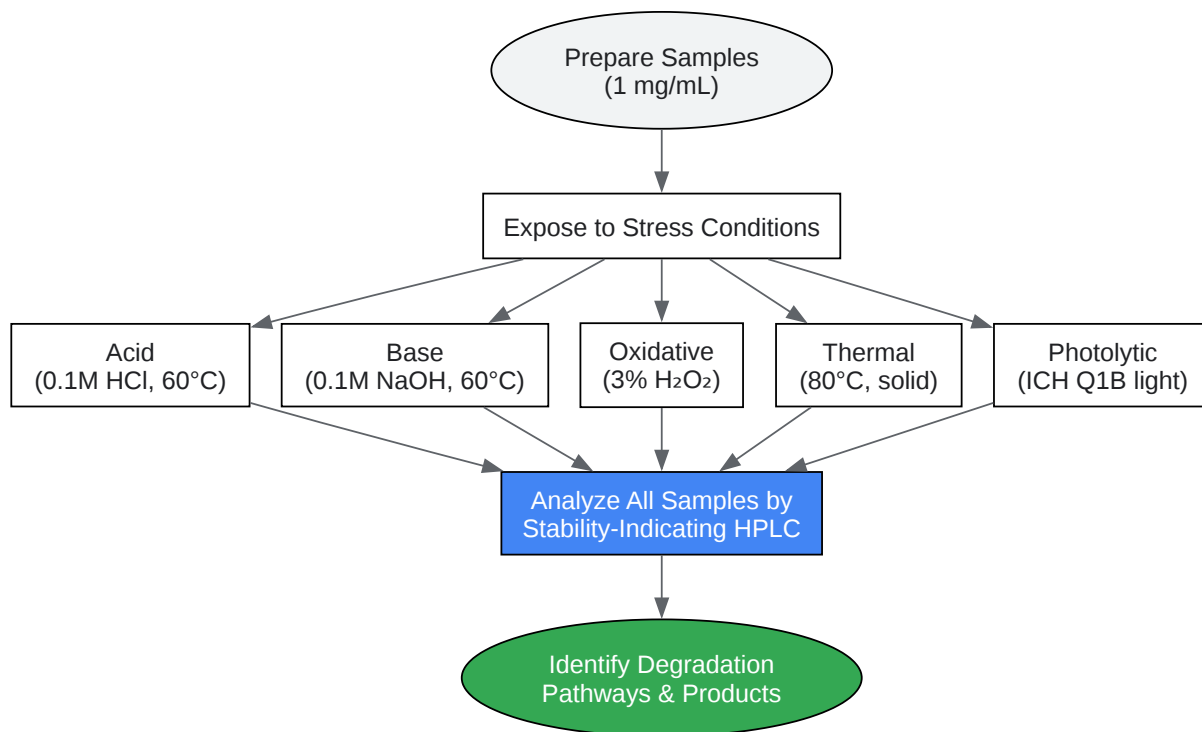 Prepare Samples
(1 mg/mL)
Expose to Stress Conditions
Acid
(0.1M HCl, 60°C)
Base
(0.1M NaOH, 60°C)
Oxidative
(3% H₂O₂)
Thermal
(80°C, solid)
Photolytic
(ICH Q1B light)
Analyze All Samples by
Stability-Indicating HPLC
Identify Degradation
Pathways & Products